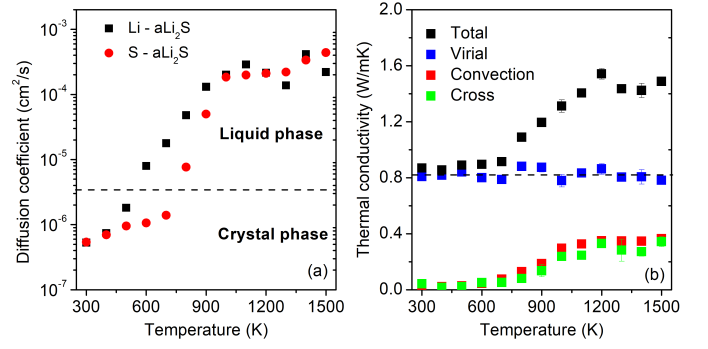 Li - aLi₂S
S - aLi₂S
Liquid phase
Crystal phase
(a)
Diffusion coefficient (cm²/s)
10⁻³
10⁻⁴
10⁻⁵
10⁻⁶
10⁻⁷
300 600 900 1200 1500
Temperature (K)
Total
Virial
Convection
Cross
(b)
Thermal conductivity (W/mK)
2.0
1.6
1.2
0.8
0.4
0.0
300 600 900 1200 1500
Temperature (K)